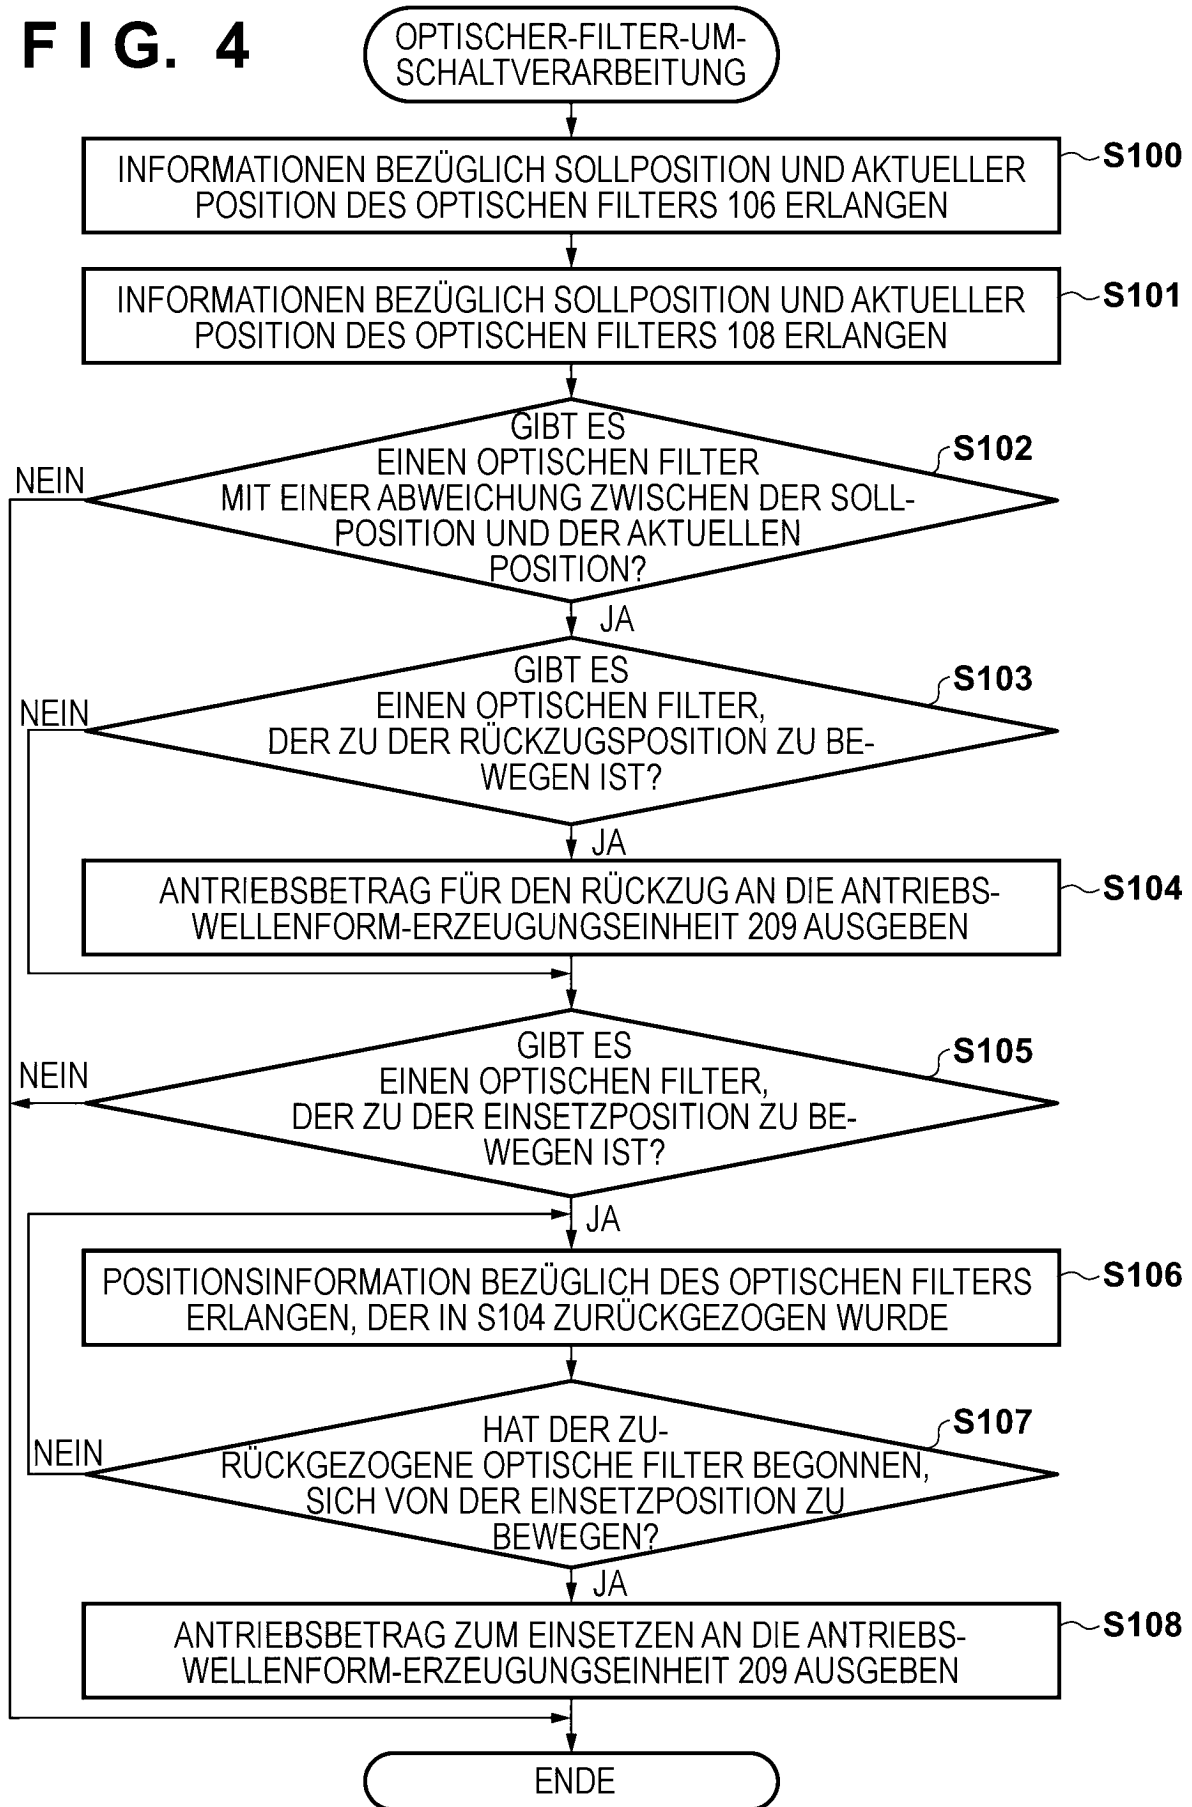 FIG. 4
OPTISCHER-FILTER-UM-
SCHALTVERARBEITUNG
S100
INFORMATIONEN BEZÜGLICH SOLLPOSITION UND AKTUELLER
POSITION DES OPTISCHEN FILTERS 106 ERLANGEN
S101
INFORMATIONEN BEZÜGLICH SOLLPOSITION UND AKTUELLER
POSITION DES OPTISCHEN FILTERS 108 ERLANGEN
S102
GIBT ES
EINEN OPTISCHEN FILTER
MIT EINER ABWEICHUNG ZWISCHEN DER SOLL-
POSITION UND DER AKTUELLEN
POSITION?
NEIN
JA
S103
GIBT ES
EINEN OPTISCHEN FILTER,
DER ZU DER RÜCKZUGSPOSITION ZU BE-
WEGEN IST?
NEIN
JA
S104
ANTRIEBSBETRAG FÜR DEN RÜCKZUG AN DIE ANTRIEBS-
WELLENFORM-ERZEUGUNGSEINHEIT 209 AUSGEBEN
S105
GIBT ES
EINEN OPTISCHEN FILTER,
DER ZU DER EINSETZPOSITION ZU BE-
WEGEN IST?
NEIN
JA
S106
POSITIONSINFORMATION BEZÜGLICH DES OPTISCHEN FILTERS
ERLANGEN, DER IN S104 ZURÜCKGEZOGEN WURDE
S107
HAT DER ZU-
RÜCKGEZOGENE OPTISCHE FILTER BEGONNEN,
SICH VON DER EINSETZPOSITION ZU
BEWEGEN?
NEIN
JA
S108
ANTRIEBSBETRAG ZUM EINSETZEN AN DIE ANTRIEBS-
WELLENFORM-ERZEUGUNGSEINHEIT 209 AUSGEBEN
ENDE